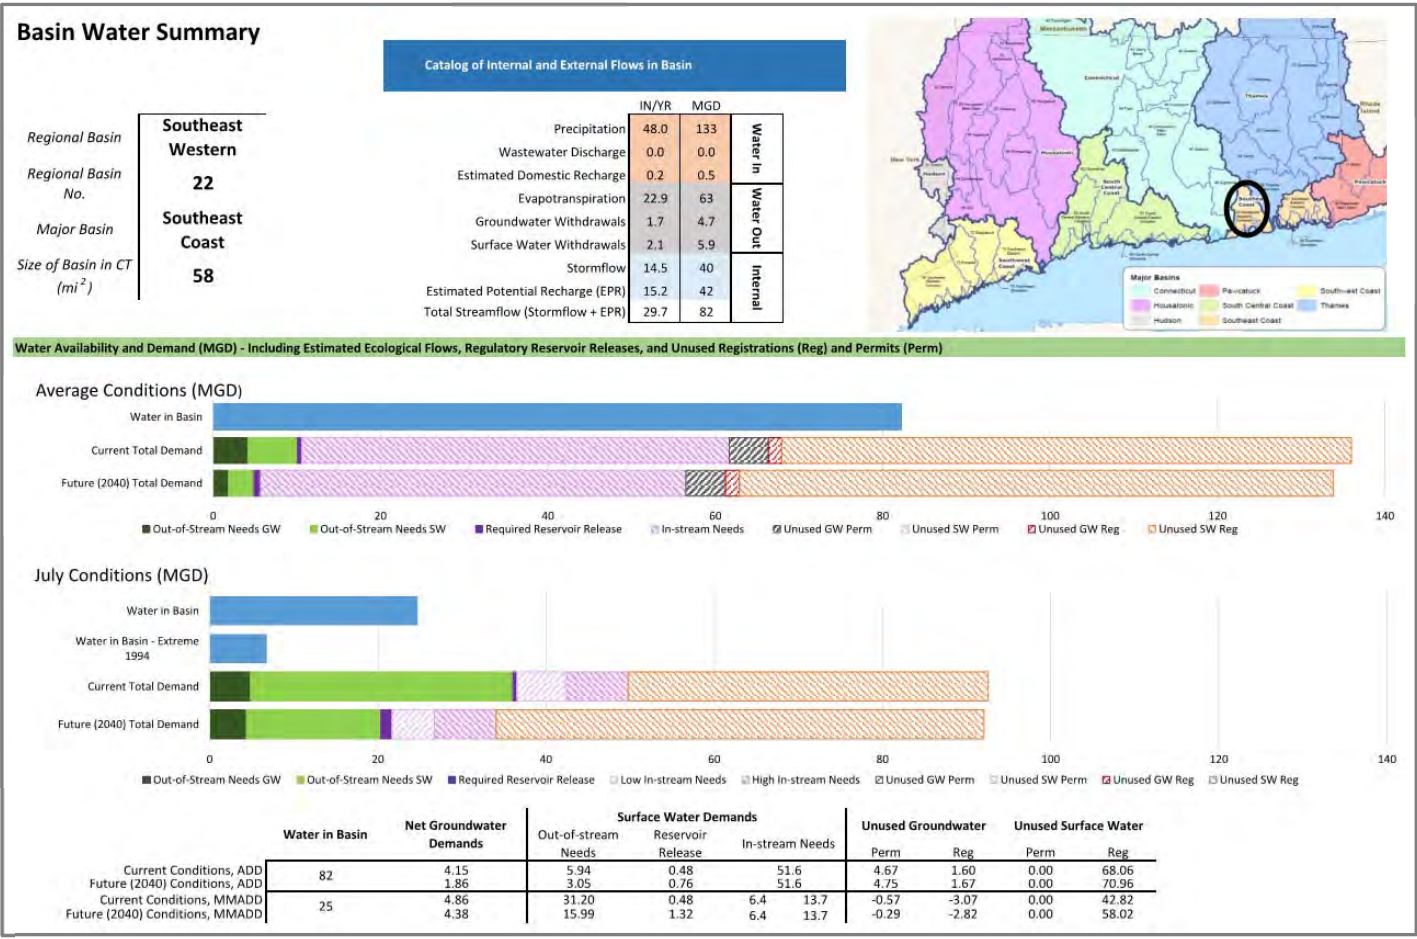 Basin Water Summary
Regional Basin Southeast Western
Regional Basin No. 22
Major Basin Southeast Coast
Size of Basin in CT (mi 2) 58
Catalog of Internal and External Flows in Basin
IN/YR MGD
Precipitation 48.0 133
Wastewater Discharge 0.0 0.0
Estimated Domestic Recharge 0.2 0.5
Water In
Evapotranspiration 22.9 63
Groundwater Withdrawals 1.7 4.7
Surface Water Withdrawals 2.1 5.9
Water Out
Stormflow 14.5 40
Estimated Potential Recharge (EPR) 15.2 42
Total Streamflow (Stormflow + EPR) 29.7 82
Internal
Massachusetts
Connecticut
Thames
Rhode Island
New York
Housatonic
Hudson
South Central Coast
Pawcatuck
Southwest Coast
Major Basins
Connecticut Pawcatuck Southwest Coast
Housatonic South Central Coast Thames
Hudson Southeast Coast
Water Availability and Demand (MGD) - Including Estimated Ecological Flows, Regulatory Reservoir Releases, and Unused Registrations (Reg) and Permits (Perm)
Average Conditions (MGD)
Water in Basin
Current Total Demand
Future (2040) Total Demand
0 20 40 60 80 100 120 140
Out-of-Stream Needs GW Out-of-Stream Needs SW Required Reservoir Release In-stream Needs Unused GW Perm Unused SW Perm Unused GW Reg Unused SW Reg
July Conditions (MGD)
Water in Basin
Water in Basin - Extreme
1994
Current Total Demand
Future (2040) Total Demand
0 20 40 60 80 100 120 140
Out-of-Stream Needs GW Out-of-Stream Needs SW Required Reservoir Release Low In-stream Needs High In-stream Needs Unused GW Perm Unused SW Perm Unused GW Reg Unused SW Reg
Surface Water Demands
Water in Basin Net Groundwater Demands Out-of-stream Needs Reservoir Release In-stream Needs Unused Groundwater Unused Surface Water
Perm Reg Perm Reg
Current Conditions, ADD 82 4.15 5.94 0.48 51.6 4.67 1.60 0.00 68.06
Future (2040) Conditions, ADD 1.86 3.05 0.76 51.6 4.75 1.67 0.00 70.96
Current Conditions, MMADD 25 4.86 31.20 0.48 6.4 13.7 -0.57 -3.07 0.00 42.82
Future (2040) Conditions, MMADD 4.38 15.99 1.32 6.4 13.7 -0.29 -2.82 0.00 58.02